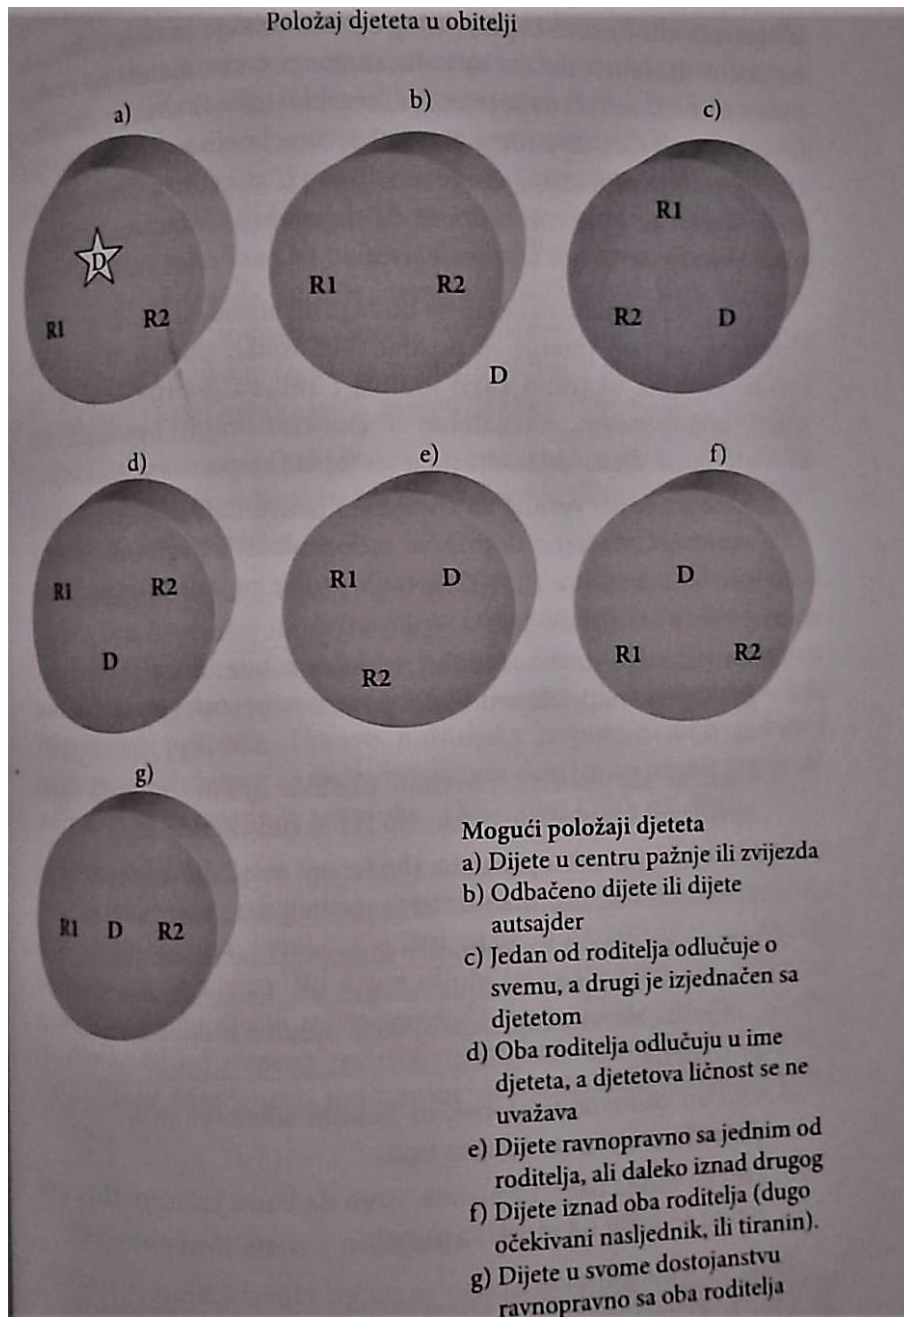 Položaj djeteta u obitelji
a)
b)
c)
D
R1
R2
R1
R2
D
R1
R2
D
d)
e)
f)
R1
R2
D
R1
D
R2
D
R1
R2
g)
R1 D R2
Mogući položaji djeteta
a) Dijete u centru pažnje ili zvijezda
b) Odbačeno dijete ili dijete
autsajder
c) Jedan od roditelja odlučuje o
svemu, a drugi je izjednačen sa
djetetom
d) Oba roditelja odlučuju u ime
djeteta, a djetetova ličnost se ne
uvažava
e) Dijete ravnopravno sa jednim od
roditelja, ali daleko iznad drugog
f) Dijete iznad oba roditelja (dugo
očekivani nasljednik, ili tiranin).
g) Dijete u svome dostojanstvu
ravnopravno sa oba roditelja